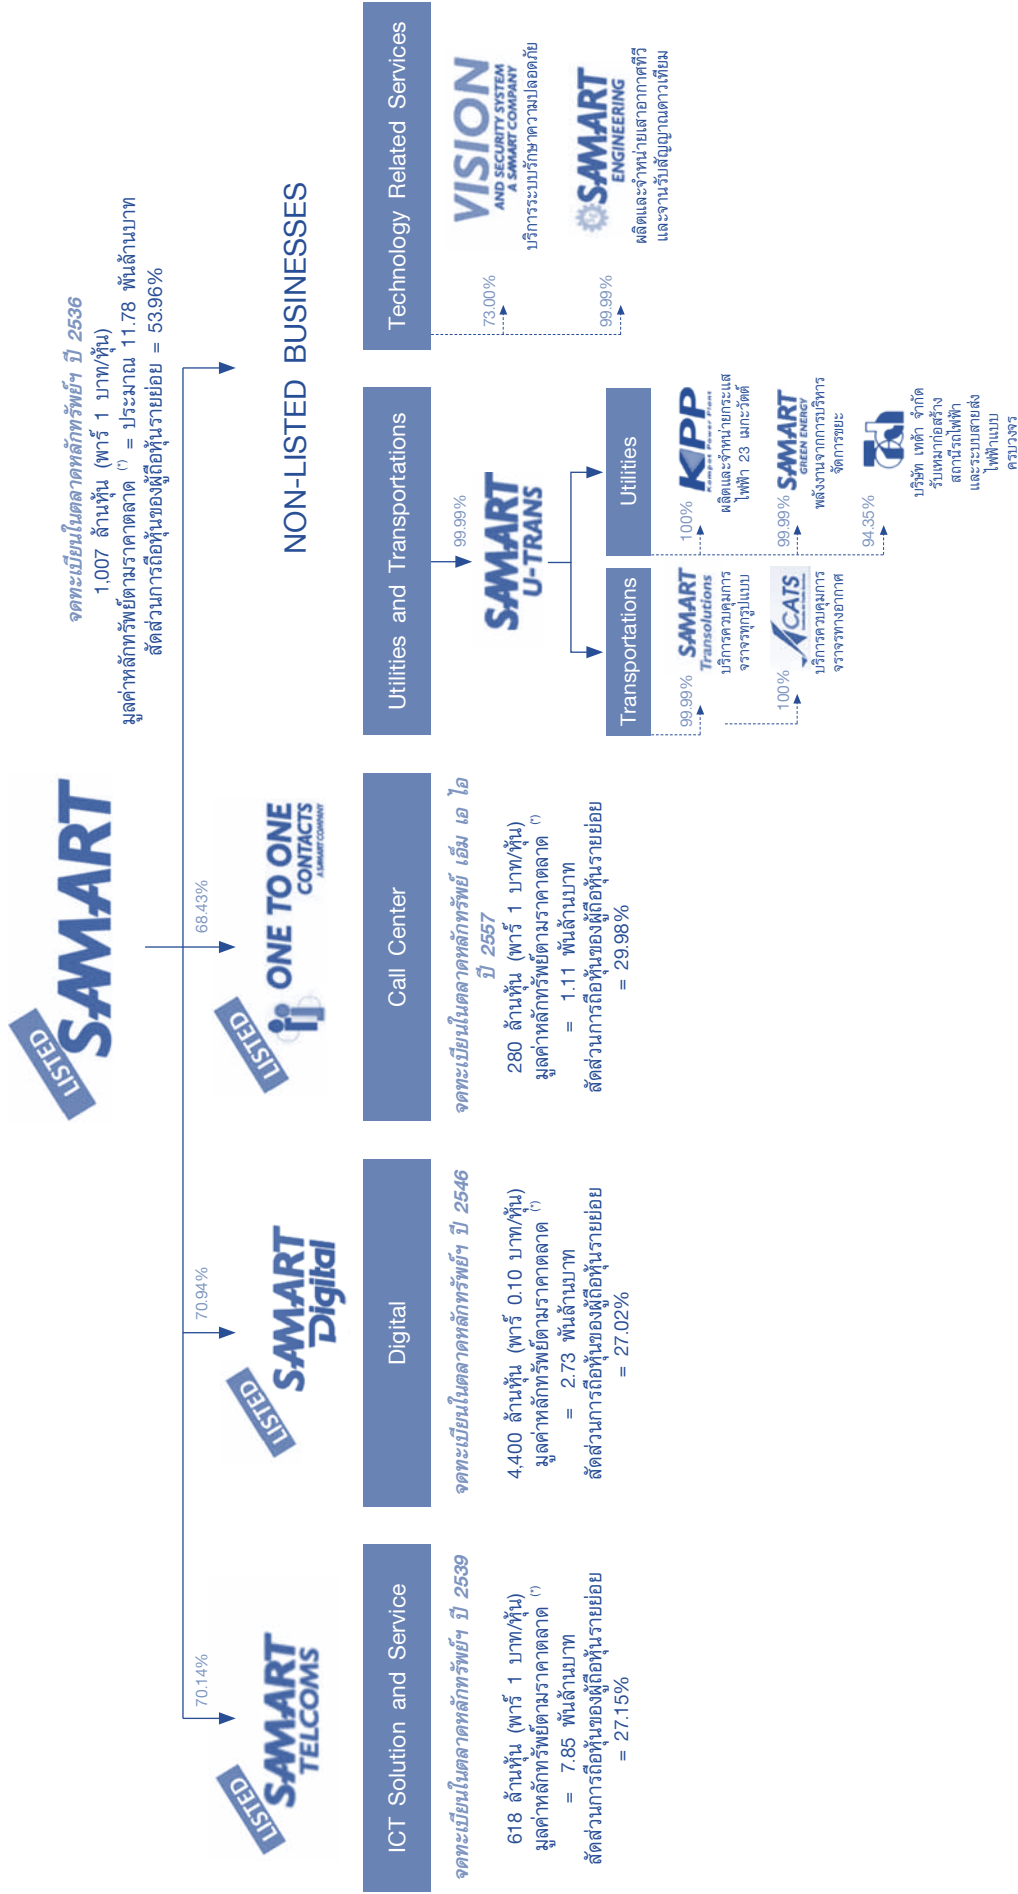 LISTED
SAMART
จดทะเบียนในตลาดหลักทรัพย์ฯ ปี 2536
1,007 ล้านหุ้น (พาร์ 1 บาท/หุ้น)
มูลค่าหลักทรัพย์ตามราคาตลาด (*) = ประมาณ 11.78 พันล้านบาท
สัดส่วนการถือหุ้นของผู้ถือหุ้นรายย่อย = 53.96%
70.14%
LISTED
SAMART
TELCOMS
ICT Solution and Service
จดทะเบียนในตลาดหลักทรัพย์ฯ ปี 2539
618 ล้านหุ้น (พาร์ 1 บาท/หุ้น)
มูลค่าหลักทรัพย์ตามราคาตลาด (*)
= 7.85 พันล้านบาท
สัดส่วนการถือหุ้นของผู้ถือหุ้นรายย่อย
= 27.15%
70.94%
LISTED
SAMART
Digital
Digital
จดทะเบียนในตลาดหลักทรัพย์ฯ ปี 2546
4,400 ล้านหุ้น (พาร์ 0.10 บาท/หุ้น)
มูลค่าหลักทรัพย์ตามราคาตลาด (*)
= 2.73 พันล้านบาท
สัดส่วนการถือหุ้นของผู้ถือหุ้นรายย่อย
= 27.02%
68.43%
LISTED
ONE TO ONE
CONTACTS
A SAMART COMPANY
Call Center
จดทะเบียนในตลาดหลักทรัพย์ เอ็ม เอ ไอ
ปี 2557
280 ล้านหุ้น (พาร์ 1 บาท/หุ้น)
มูลค่าหลักทรัพย์ตามราคาตลาด (*)
= 1.11 พันล้านบาท
สัดส่วนการถือหุ้นของผู้ถือหุ้นรายย่อย
= 29.98%
NON-LISTED BUSINESSES
Utilities and Transportations
99.99%
SAMART
U-TRANS
Transportations
99.99%
SAMART
Transolutions
บริการควบคุมการ
จราจรทุกรูปแบบ
100%
CATS
บริการควบคุมการ
จราจรทางอากาศ
Utilities
100%
KPP
Kampot Power Plant
ผลิตและจำหน่ายกระแส
ไฟฟ้า 23 เมกะวัตต์
99.99%
SAMART
GREEN ENERGY
พลังงานจากการบริหาร
จัดการขยะ
94.35%
บริษัท เทด้า จำกัด
รับเหมาก่อสร้าง
สถานีรถไฟฟ้า
และระบบสายส่ง
ไฟฟ้าแบบ
ครบวงจร
Technology Related Services
73.00%
VISION
AND SECURITY SYSTEM
A SAMART COMPANY
บริการระบบรักษาความปลอดภัย
99.99%
SAMART
ENGINEERING
ผลิตและจำหน่ายเสาอากาศทีวี
และจานรับสัญญาณดาวเทียม